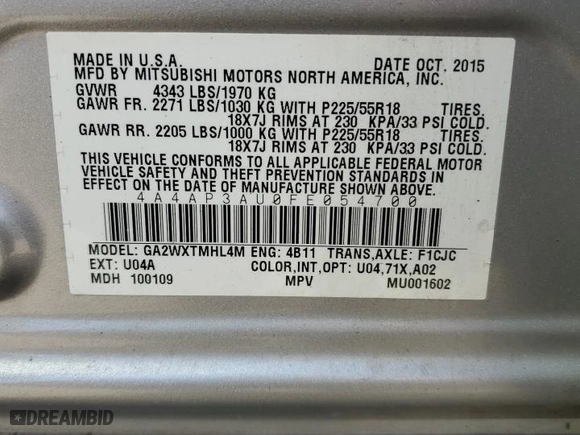 MADE IN U.S.A. DATE OCT. 2015
MFD BY MITSUBISHI MOTORS NORTH AMERICA, INC.
GVWR 4343 LBS/1970 KG
GAWR FR. 2271 LBS/1030 KG WITH P225/55R18 TIRES.
18X7J RIMS AT 230 KPA/33 PSI COLD.
GAWR RR. 2205 LBS/1000 KG WITH P225/55R18 TIRES.
18X7J RIMS AT 230 KPA/33 PSI COLD.
THIS VEHICLE CONFORMS TO ALL APPLICABLE FEDERAL MOTOR
VEHICLE SAFETY AND THEFT PREVENTION STANDARDS IN
EFFECT ON THE DATE OF MANUFACTURE SHOWN ABOVE.
4A4AP3AU0FE054700
MODEL: GA2WXTMHL4M ENG: 4B11 TRANS,AXLE: F1CJC
EXT: U04A COLOR,INT,OPT: U04,71X,A02
MDH 100109 MPV MU001602
DREAMBID